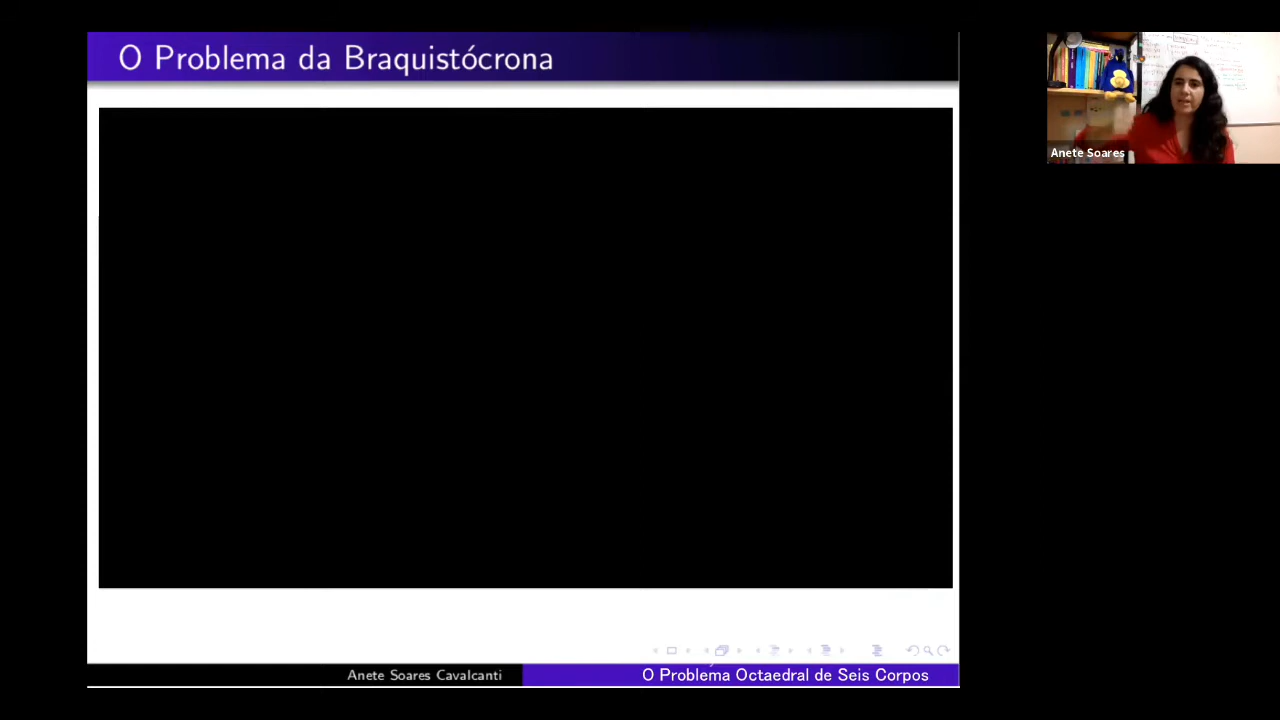 O Problema da Braquistócrona
Anete Soares
Anete Soares Cavalcanti
O Problema Octaedral de Seis Corpos